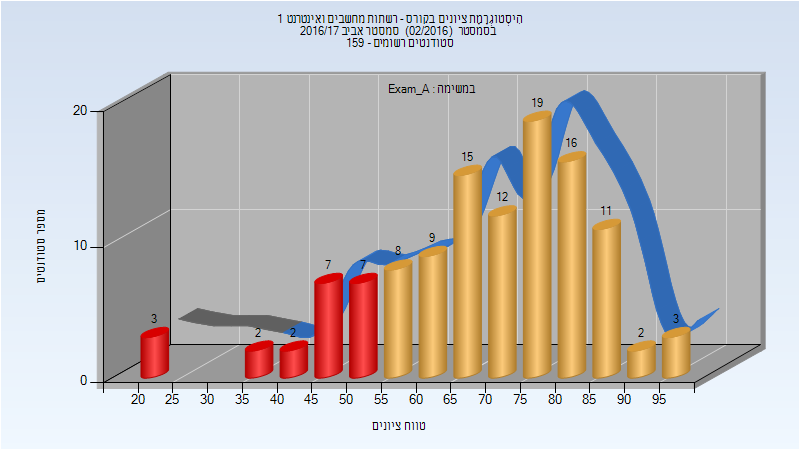 היסטוגרמת ציונים בקורס - רשתות מחשבים ואינטרנט 1
בסמסטר (02/2016) סמסטר אביב 2016/17
סטודנטים רשומים - 159
במשימה : Exam_A
מספר סטודנטים
20
10
0
3
2
2
7
7
8
9
15
12
19
16
11
2
3
20 25 30 35 40 45 50 55 60 65 70 75 80 85 90 95
טווח ציונים